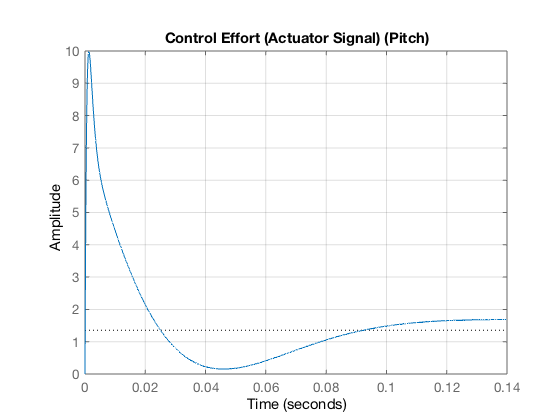 Control Effort (Actuator Signal) (Pitch)
10
9
8
7
6
5
4
3
2
1
0
Amplitude
0 0.02 0.04 0.06 0.08 0.1 0.12 0.14
Time (seconds)